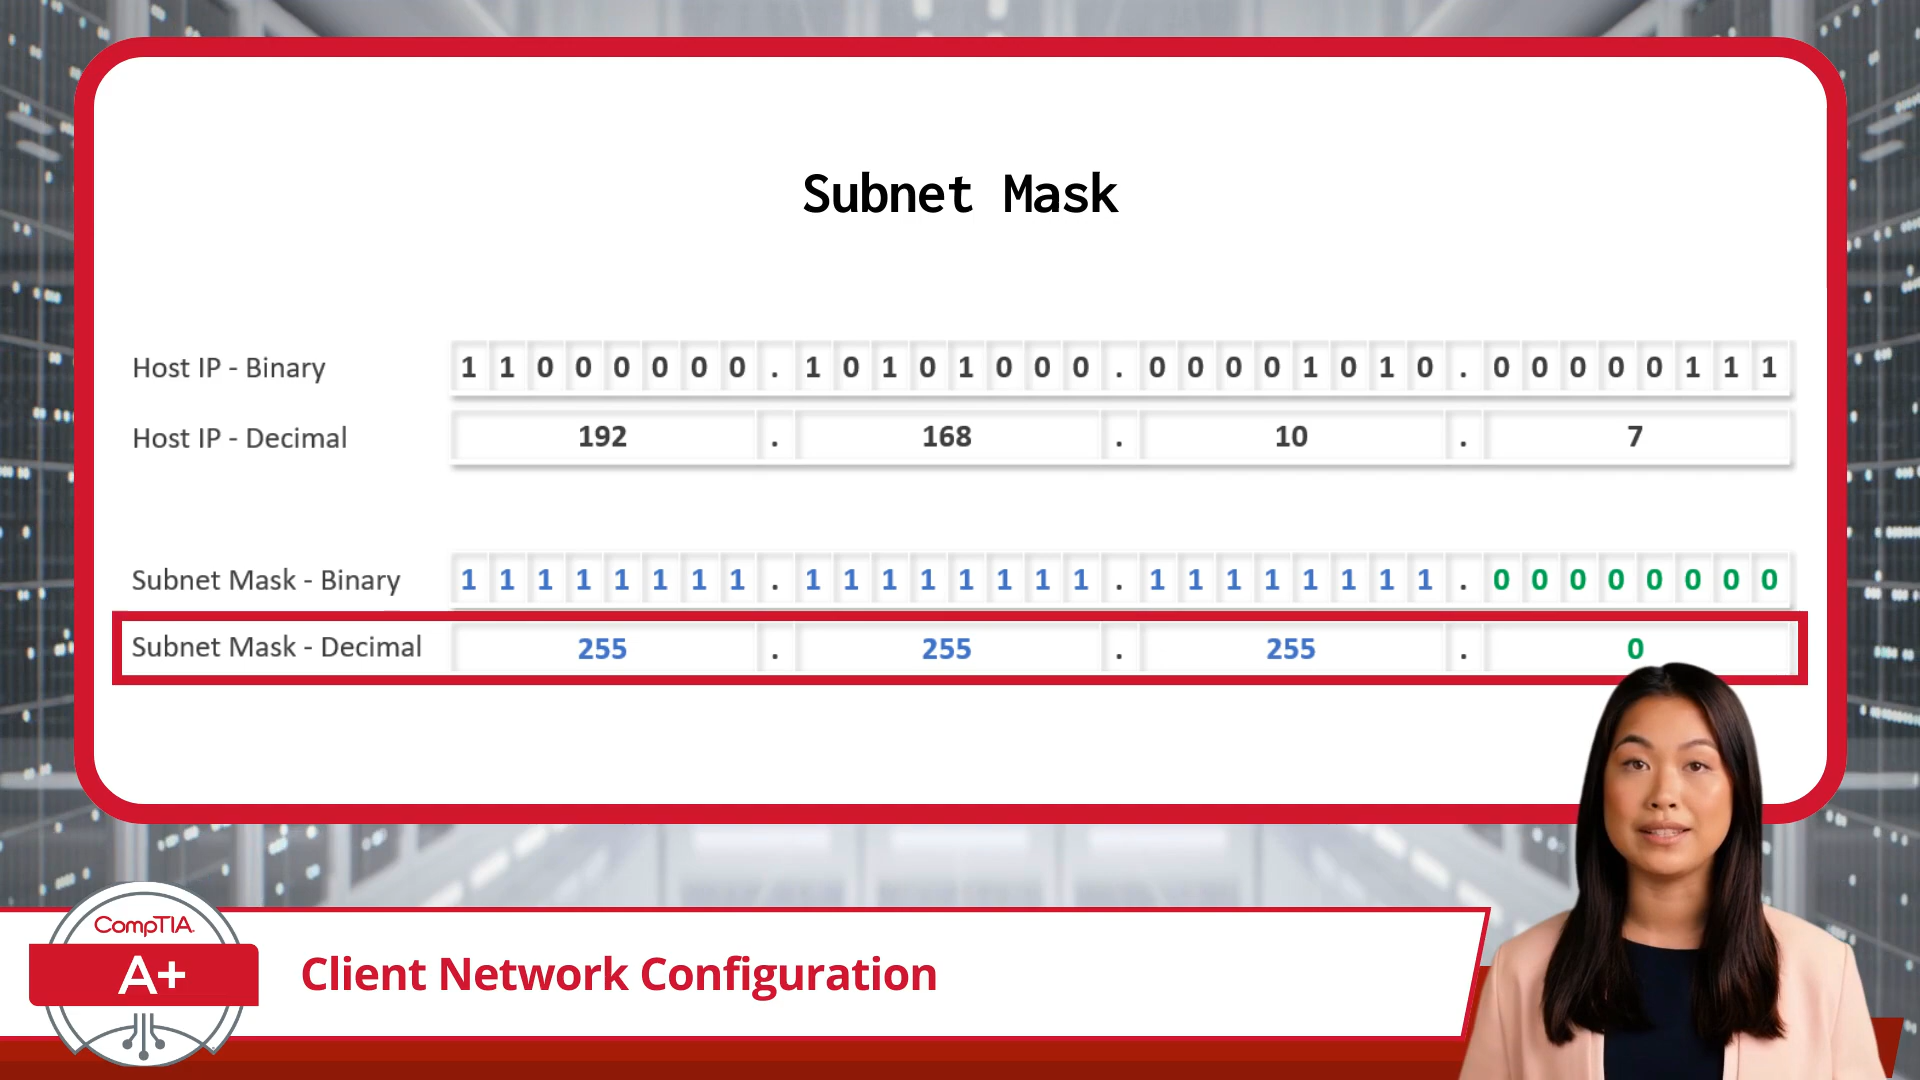 Subnet Mask
Host IP - Binary 1 1 0 0 0 0 0 0 . 1 0 1 0 1 0 0 0 . 0 0 0 0 1 0 1 0 . 0 0 0 0 0 1 1 1
Host IP - Decimal 192 . 168 . 10 . 7
Subnet Mask - Binary 1 1 1 1 1 1 1 1 . 1 1 1 1 1 1 1 1 . 1 1 1 1 1 1 1 1 . 0 0 0 0 0 0 0 0
Subnet Mask - Decimal 255 . 255 . 255 . 0
CompTIA.
A+
Client Network Configuration